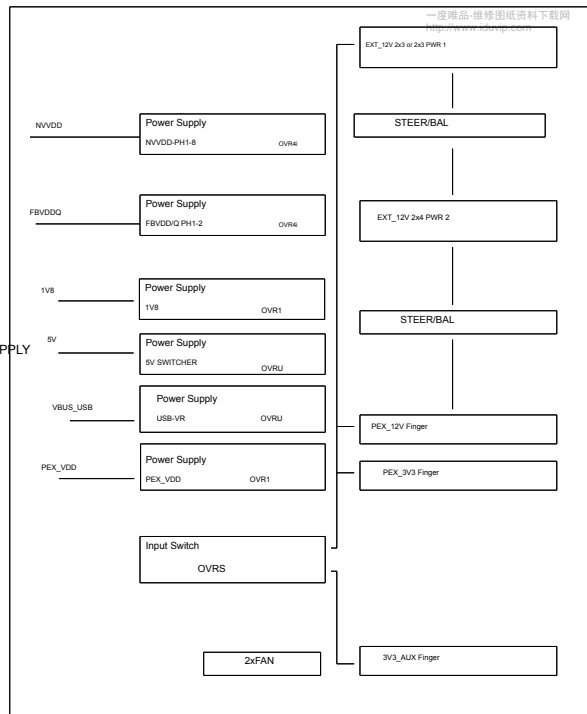 一度唯品-维修图纸资料下载网
http://www.iduvip.com
EXT_12V 2x3 or 2x3 PWR 1
NVVDD
Power Supply
NVVDD-PH1-8 OVR4i
STEER/BAL
FBVDDQ
Power Supply
FBVDD/Q PH1-2 OVR4i
EXT_12V 2x4 PWR 2
1V8
Power Supply
1V8 OVR1
STEER/BAL
PPLY
5V
Power Supply
5V SWITCHER OVRU
VBUS_USB
Power Supply
USB-VR OVRU
PEX_12V Finger
PEX_VDD
Power Supply
PEX_VDD OVR1
PEX_3V3 Finger
Input Switch
OVRS
2xFAN
3V3_AUX Finger